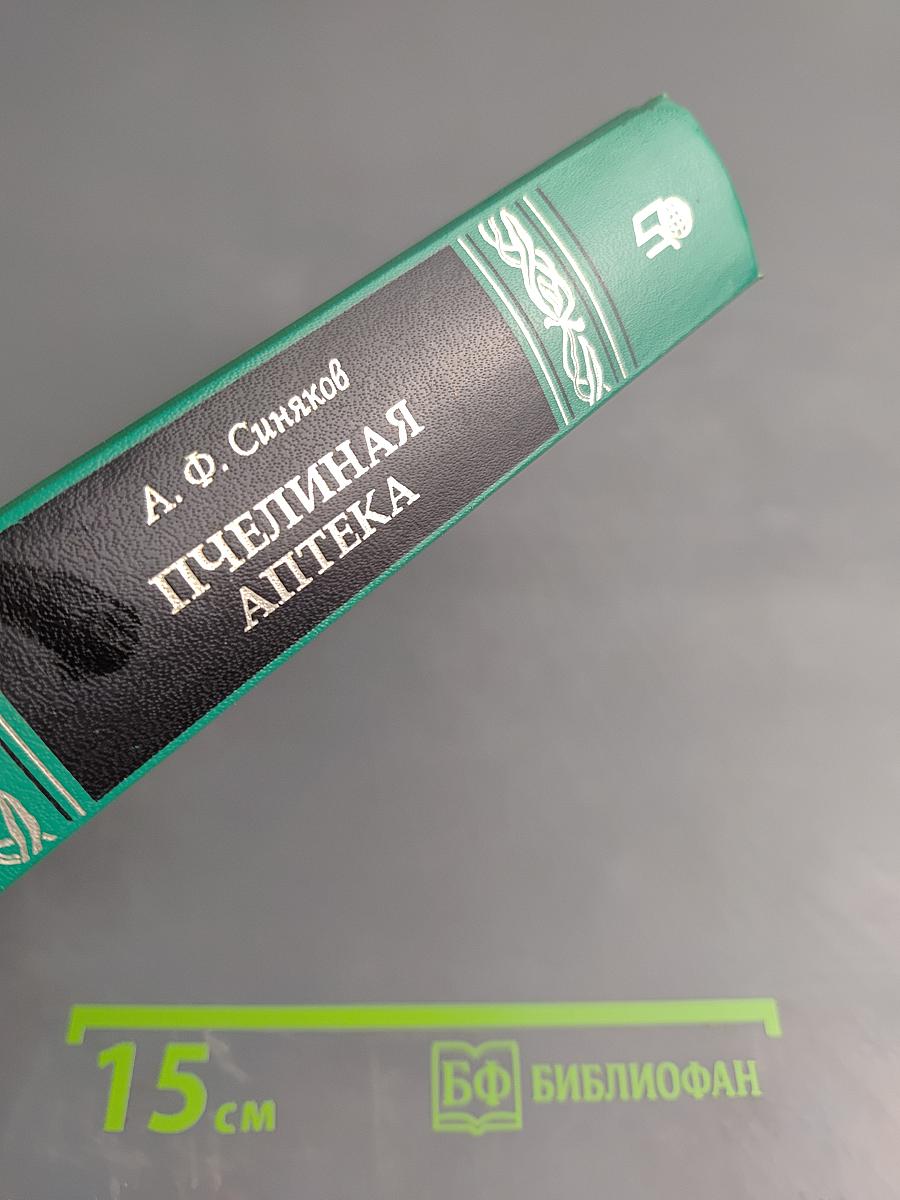 А. Ф. Синяков
ПЧЕЛИНАЯ
АПТЕКА
15 см
БФ БИБЛИОФАН